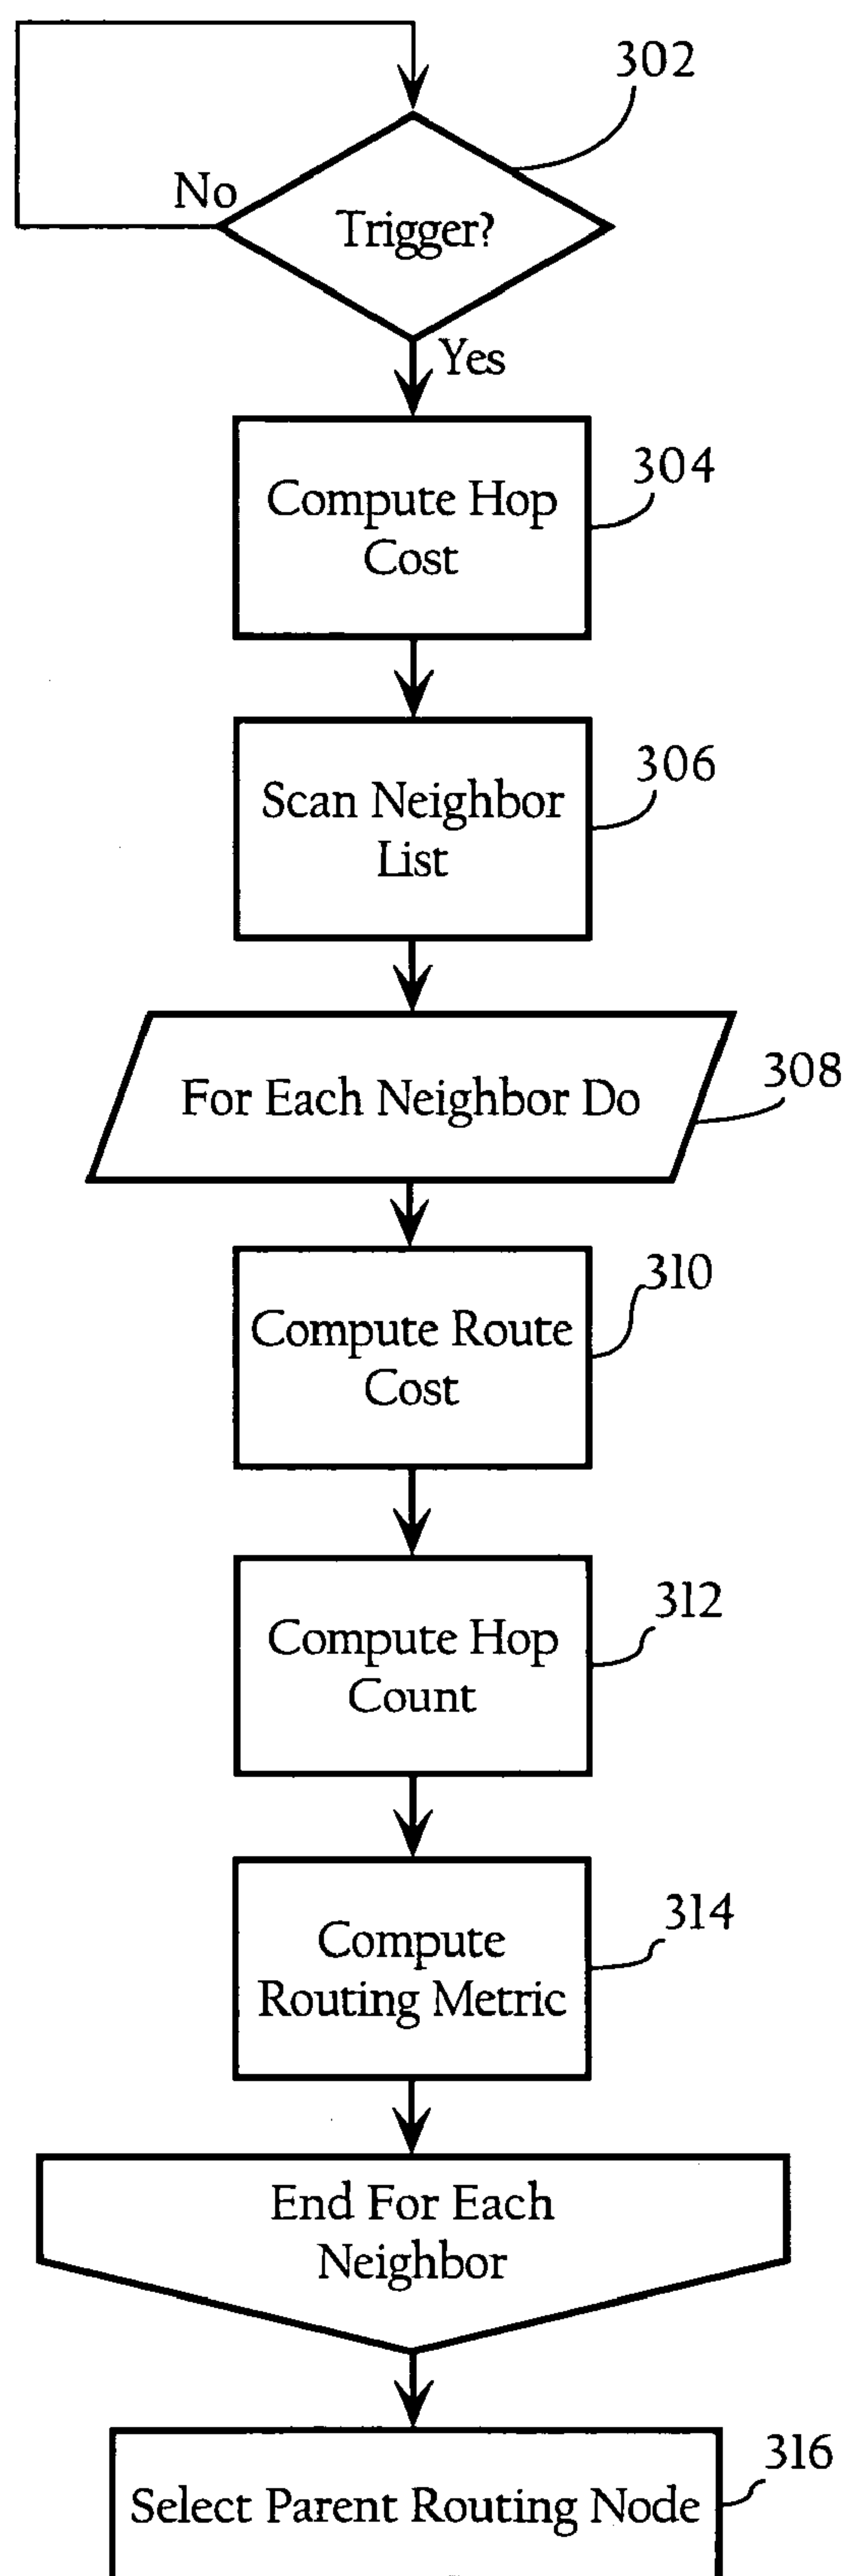 302
No
Trigger?
Yes
304
Compute Hop
Cost
306
Scan Neighbor
List
308
For Each Neighbor Do
310
Compute Route
Cost
312
Compute Hop
Count
314
Compute
Routing Metric
End For Each
Neighbor
316
Select Parent Routing Node